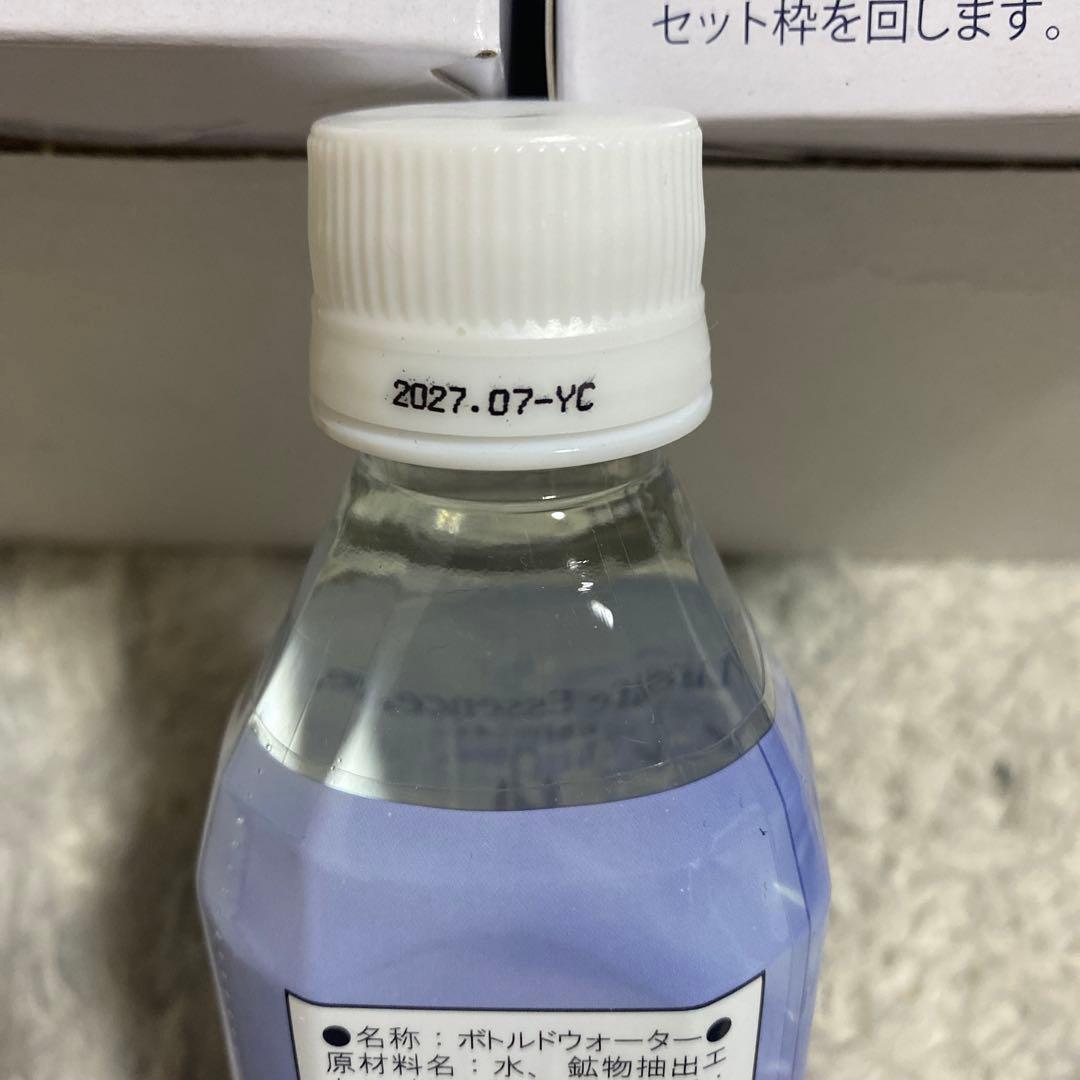 セット枠を回します。
2027.07-YC
●名称：ボトルドウォーター●
原材料名：水、鉱物抽出エ